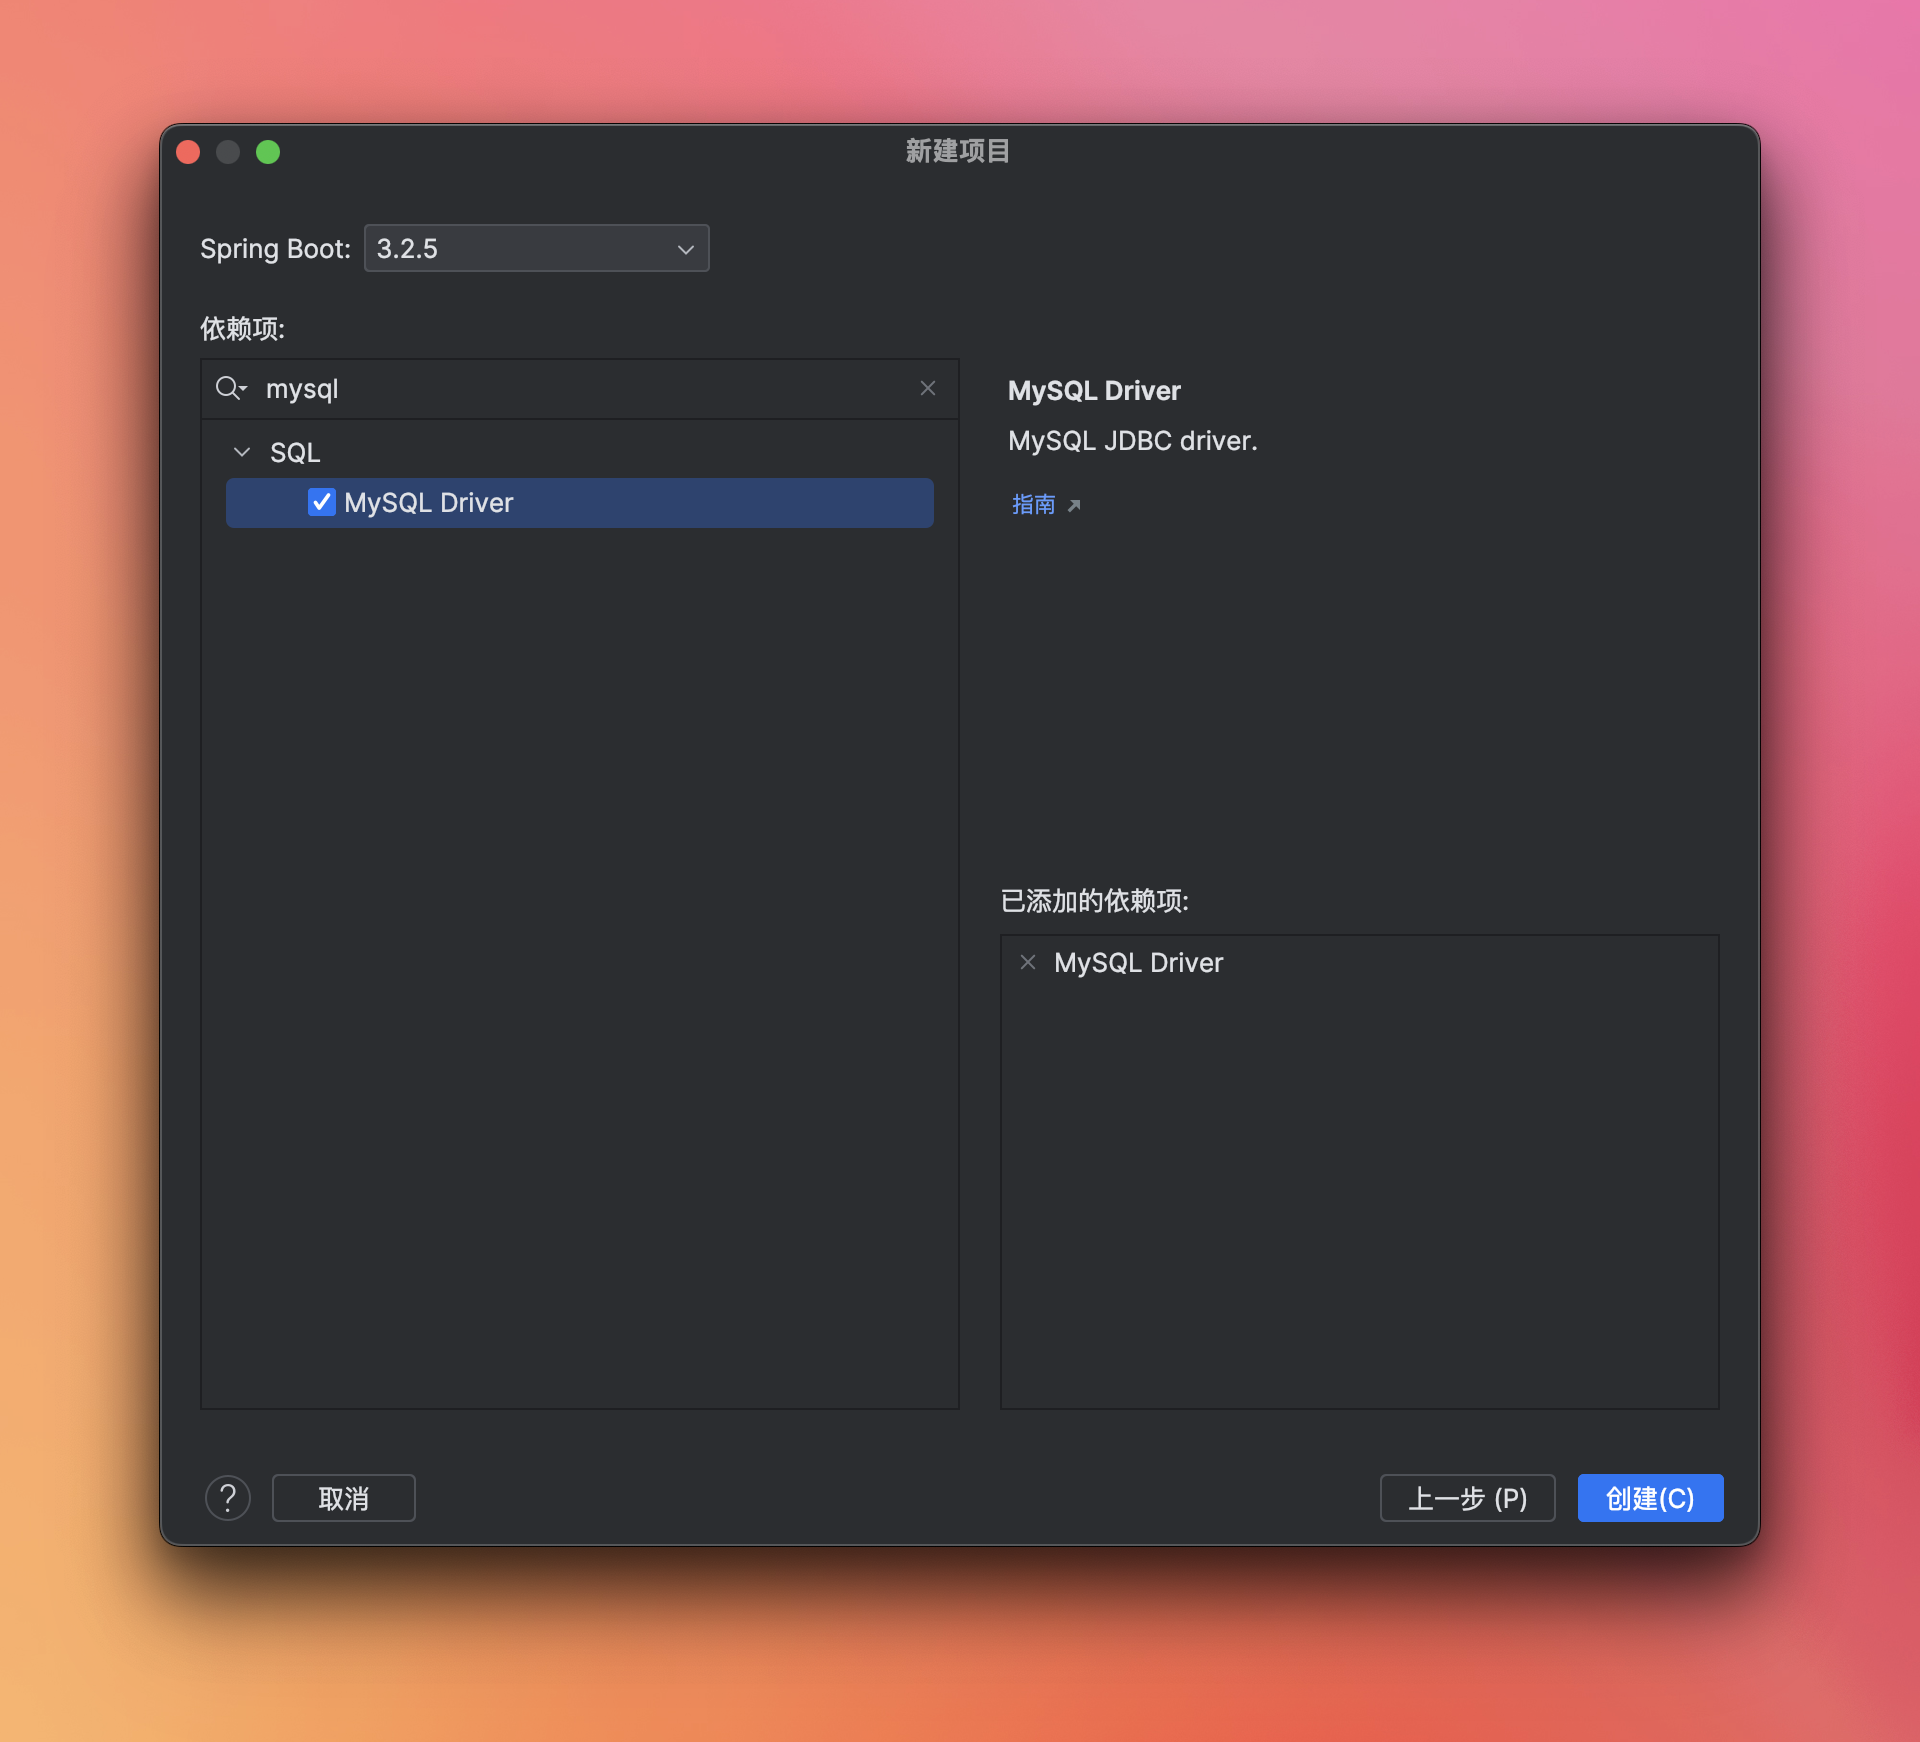 新建项目
Spring Boot: 3.2.5
依赖项:
mysql
SQL
MySQL Driver
MySQL Driver
MySQL JDBC driver.
指南
已添加的依赖项:
MySQL Driver
? 取消 上一步 (P) 创建(C)